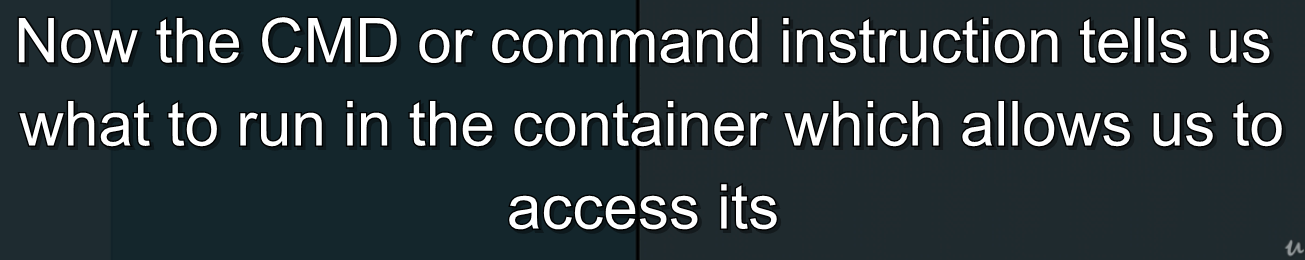 Now the CMD or command instruction tells us
what to run in the container which allows us to
access its